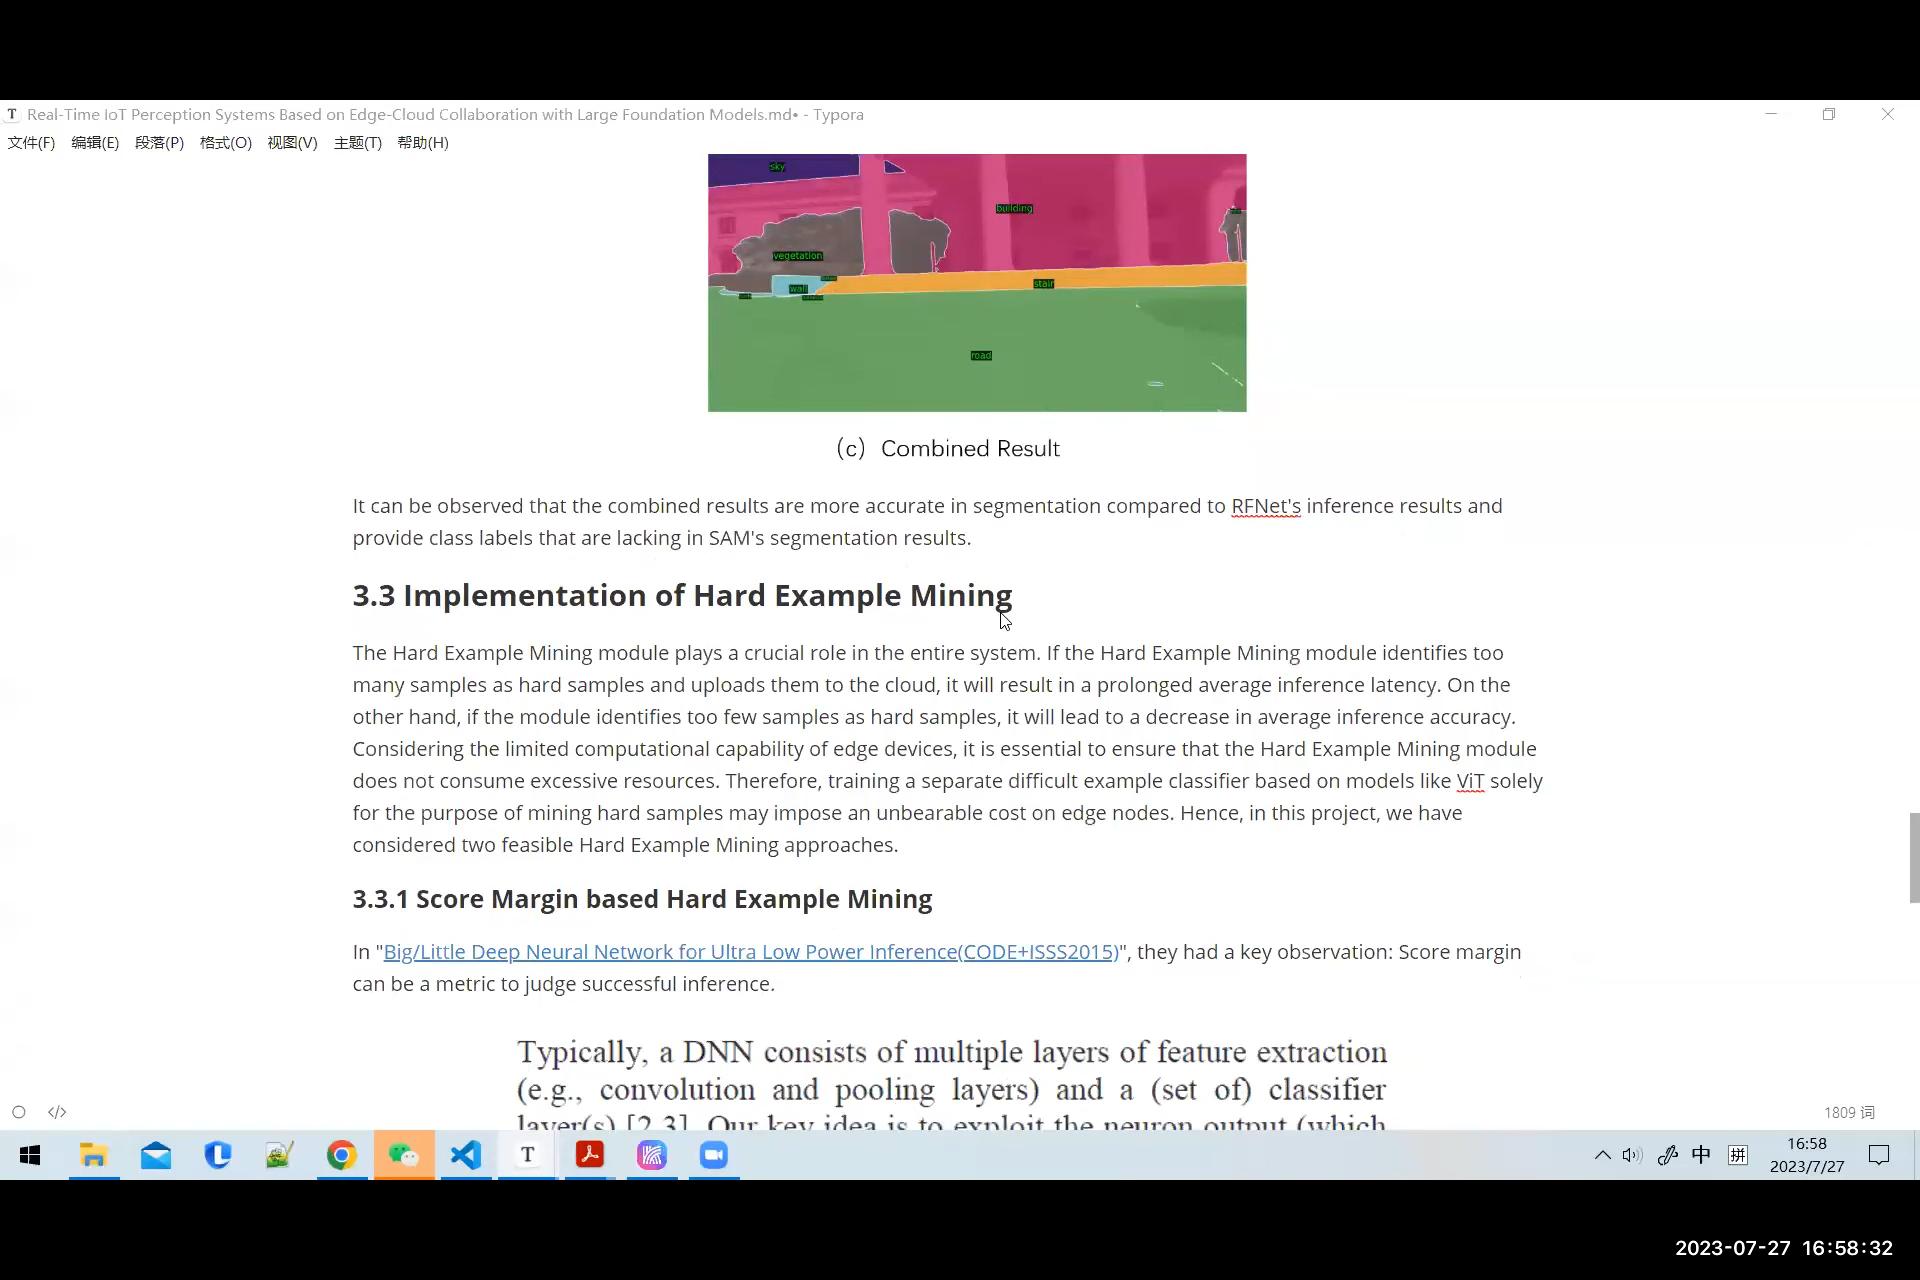 Real-Time IoT Perception Systems Based on Edge-Cloud Collaboration with Large Foundation Models.md• - Typora
文件(F) 编辑(E) 段落(P) 格式(O) 视图(V) 主题(T) 帮助(H)
sky
building
vegetation
wall
stair
road
(c) Combined Result
It can be observed that the combined results are more accurate in segmentation compared to RFNet's inference results and
provide class labels that are lacking in SAM's segmentation results.
3.3 Implementation of Hard Example Mining
The Hard Example Mining module plays a crucial role in the entire system. If the Hard Example Mining module identifies too
many samples as hard samples and uploads them to the cloud, it will result in a prolonged average inference latency. On the
other hand, if the module identifies too few samples as hard samples, it will lead to a decrease in average inference accuracy.
Considering the limited computational capability of edge devices, it is essential to ensure that the Hard Example Mining module
does not consume excessive resources. Therefore, training a separate difficult example classifier based on models like ViT solely
for the purpose of mining hard samples may impose an unbearable cost on edge nodes. Hence, in this project, we have
considered two feasible Hard Example Mining approaches.
3.3.1 Score Margin based Hard Example Mining
In "Big/Little Deep Neural Network for Ultra Low Power Inference(CODE+ISSS2015)", they had a key observation: Score margin
can be a metric to judge successful inference.
Typically, a DNN consists of multiple layers of feature extraction
(e.g., convolution and pooling layers) and a (set of) classifier
layer(s) [2,3]. Our key idea is to exploit the neuron output (which
</> 1809 词
中 拼 16:58
2023/7/27
2023-07-27 16:58:32